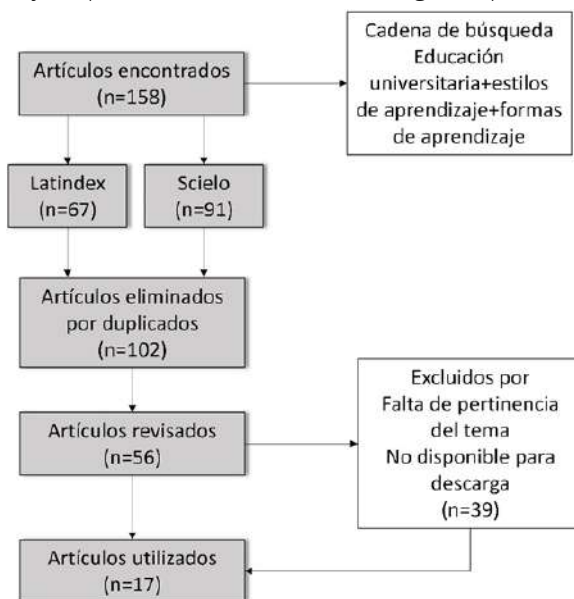 Artículos encontrados
(n=158)
Cadena de búsqueda
Educación
universitaria+estilos
de aprendizaje+formas
de aprendizaje
Latindex
(n=67)
Scielo
(n=91)
Artículos eliminados
por duplicados
(n=102)
Artículos revisados
(n=56)
Excluidos por
Falta de pertinencia
del tema
No disponible para
descarga
(n=39)
Artículos utilizados
(n=17)